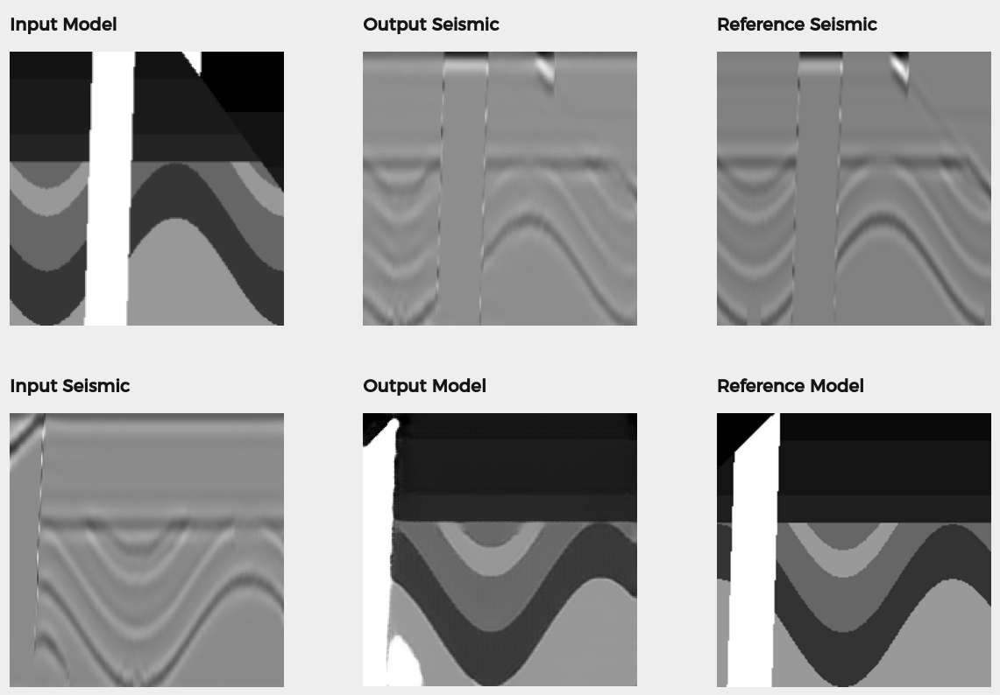 Input Model
Output Seismic
Reference Seismic
Input Seismic
Output Model
Reference Model